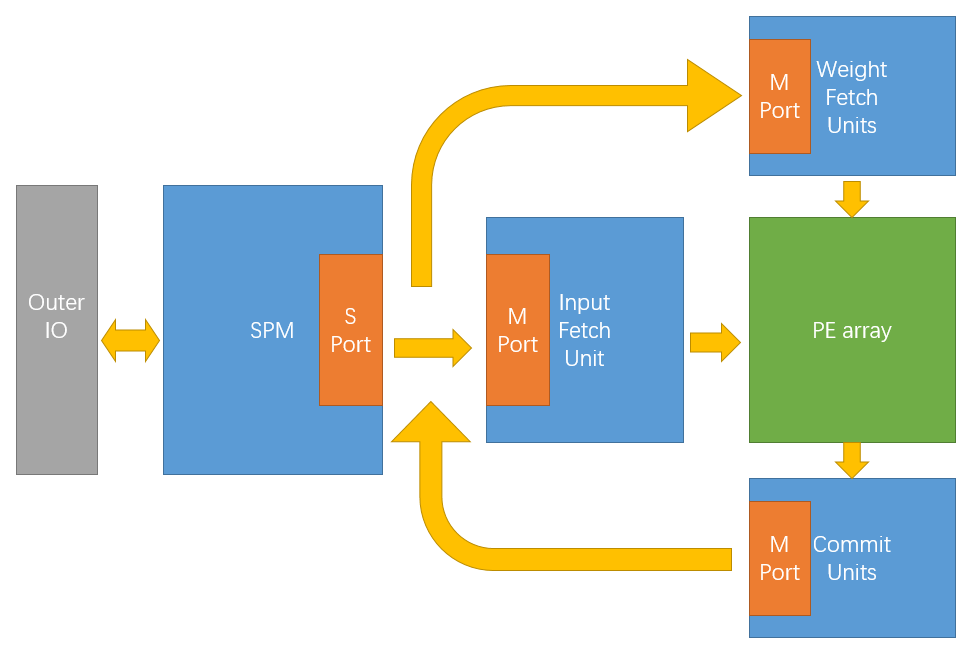 Outer
IO
SPM
S
Port
M
Port
Input
Fetch
Unit
M
Port
Weight
Fetch
Units
PE array
M
Port
Commit
Units